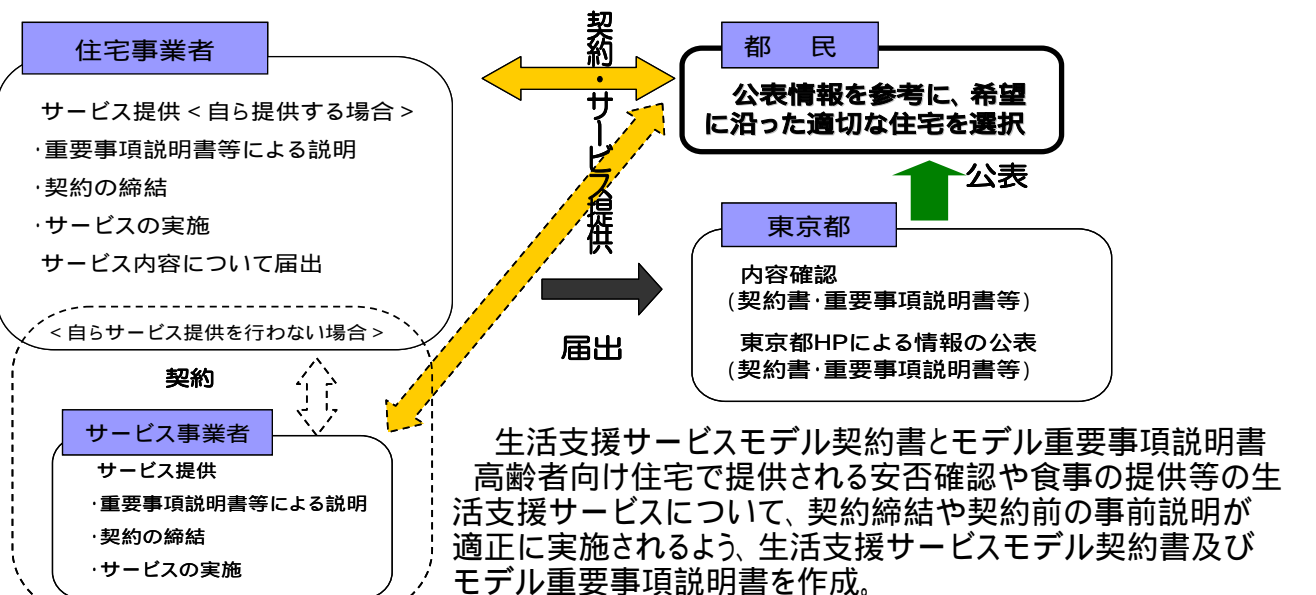 住宅事業者
サービス提供<自ら提供する場合>
・重要事項説明書等による説明
・契約の締結
・サービスの実施
サービス内容について届出
<自らサービス提供を行わない場合>
契約
サービス事業者
サービス提供
・重要事項説明書等による説明
・契約の締結
・サービスの実施
契約・サービス提供
届出
都 民
公表情報を参考に、希望
に沿った適切な住宅を選択
公表
東京都
内容確認
(契約書・重要事項説明書等)
東京都HPによる情報の公表
(契約書・重要事項説明書等)
生活支援サービスモデル契約書とモデル重要事項説明書
高齢者向け住宅で提供される安否確認や食事の提供等の生
活支援サービスについて、契約締結や契約前の事前説明が
適正に実施されるよう、生活支援サービスモデル契約書及び
モデル重要事項説明書を作成。